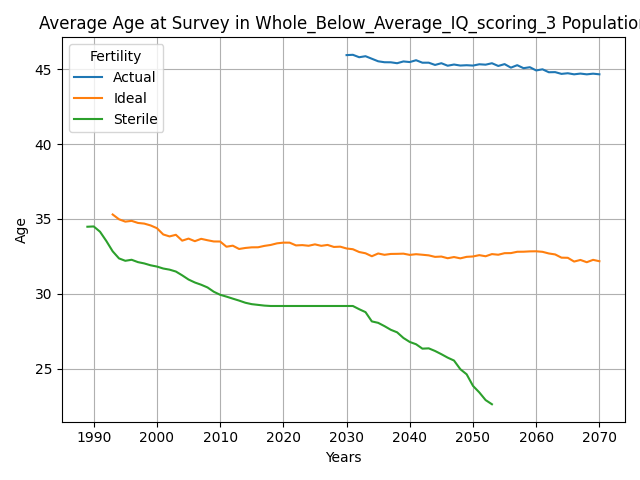 Average Age at Survey in Whole_Below_Average_IQ_scoring_3 Population
Fertility
Actual
Ideal
Sterile
Age
45
40
35
30
25
1990 2000 2010 2020 2030 2040 2050 2060 2070
Years